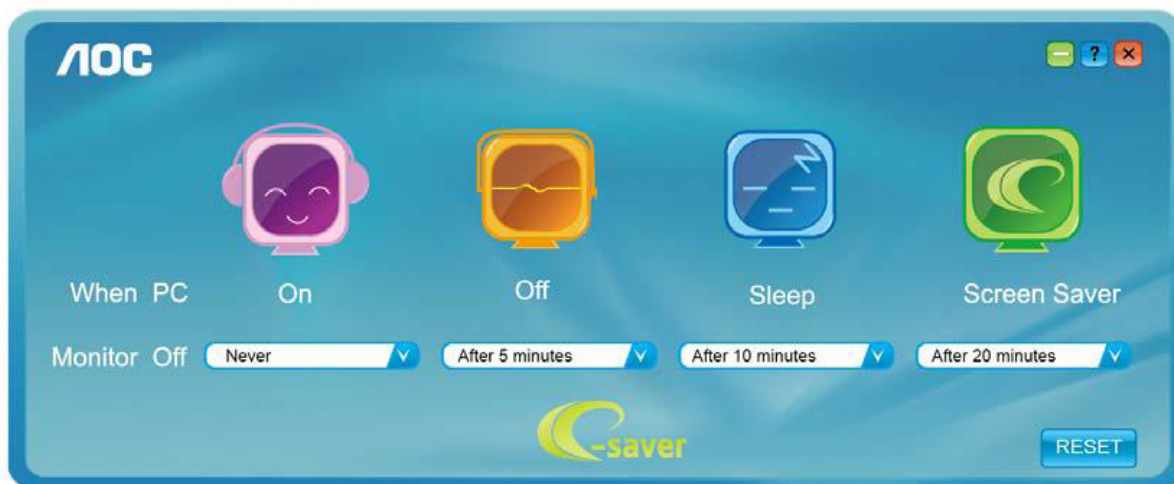 AOC
?
When PC On Off Sleep Screen Saver
Monitor Off Never After 5 minutes After 10 minutes After 20 minutes
e-saver
RESET